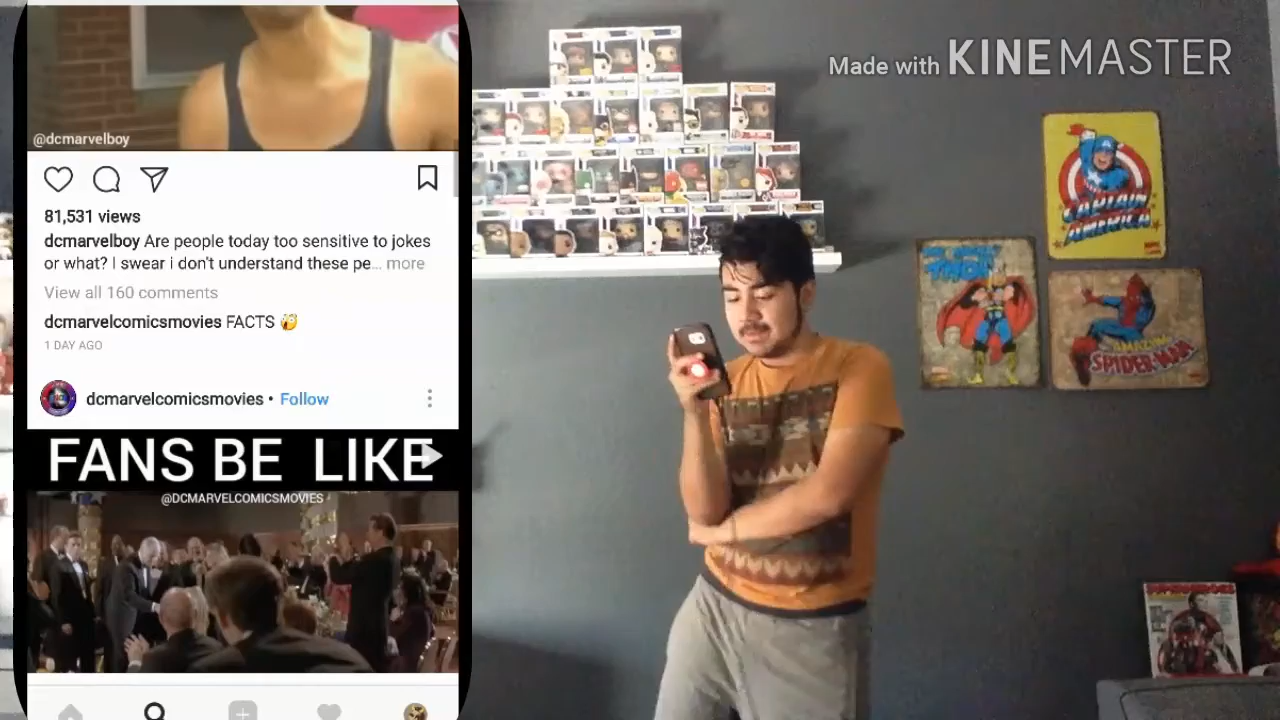 Made with KINEMASTER
@dcmarvelboy
81,531 views
dcmarvelboy Are people today too sensitive to jokes
or what? I swear i don't understand these pe... more
View all 160 comments
dcmarvelcomicsmovies FACTS
1 DAY AGO
dcmarvelcomicsmovies • Follow
FANS BE LIKE
@DCMARVELCOMICSMOVIES
CAPTAIN
AMERICA
THOR
AMAZING
SPIDER-MAN